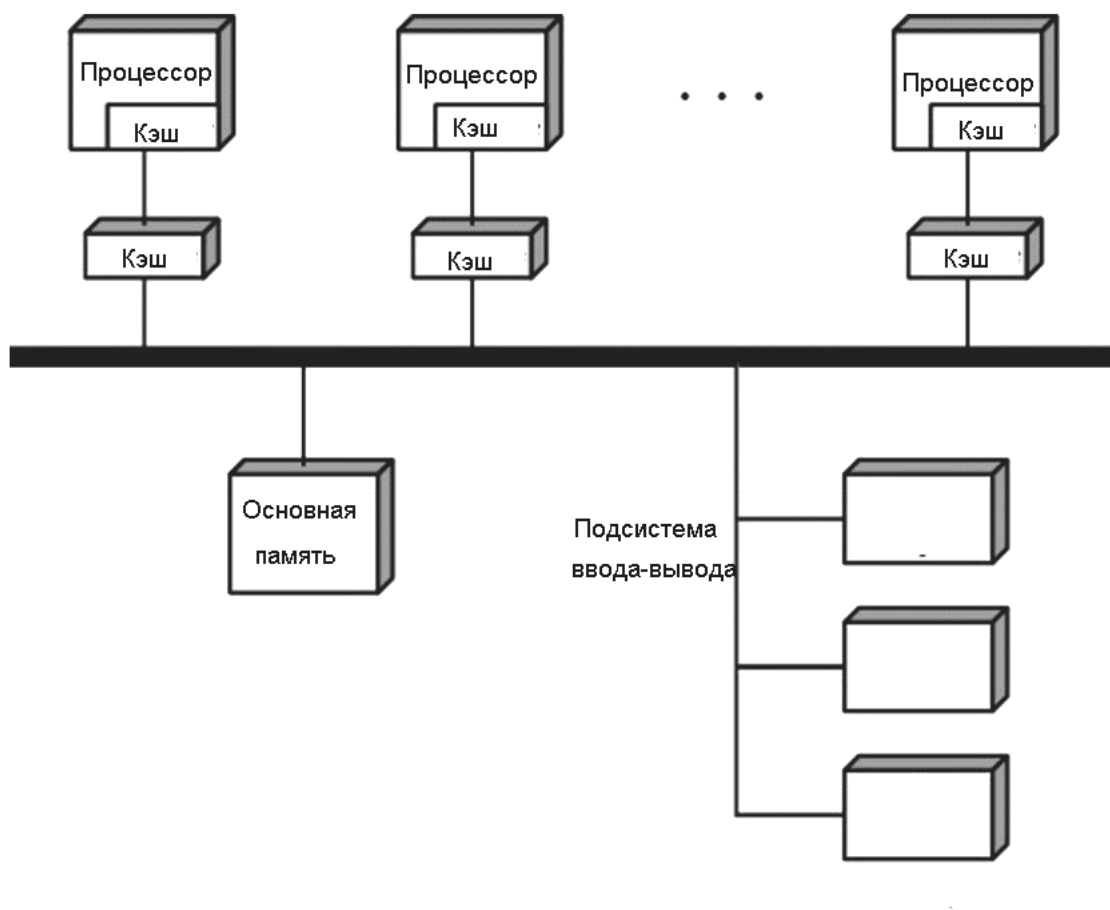 Процессор
Кэш
Процессор
Кэш
. . .
Процессор
Кэш
Кэш
Кэш
Кэш
Основная
память
Подсистема
ввода-вывода